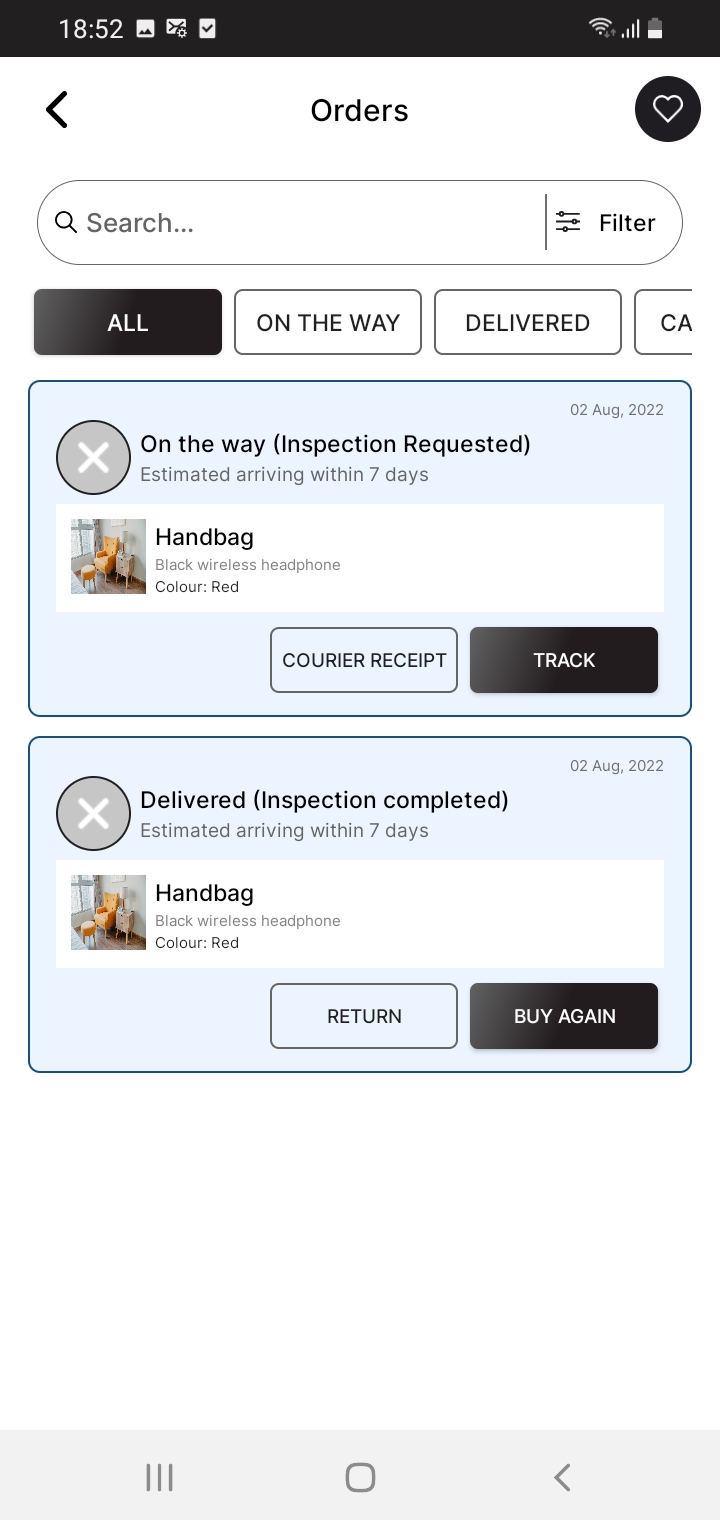 18:52
Orders
Search...
Filter
ALL
ON THE WAY
DELIVERED
CA
02 Aug, 2022
On the way (Inspection Requested)
Estimated arriving within 7 days
Handbag
Black wireless headphone
Colour: Red
COURIER RECEIPT
TRACK
02 Aug, 2022
Delivered (Inspection completed)
Estimated arriving within 7 days
Handbag
Black wireless headphone
Colour: Red
RETURN
BUY AGAIN